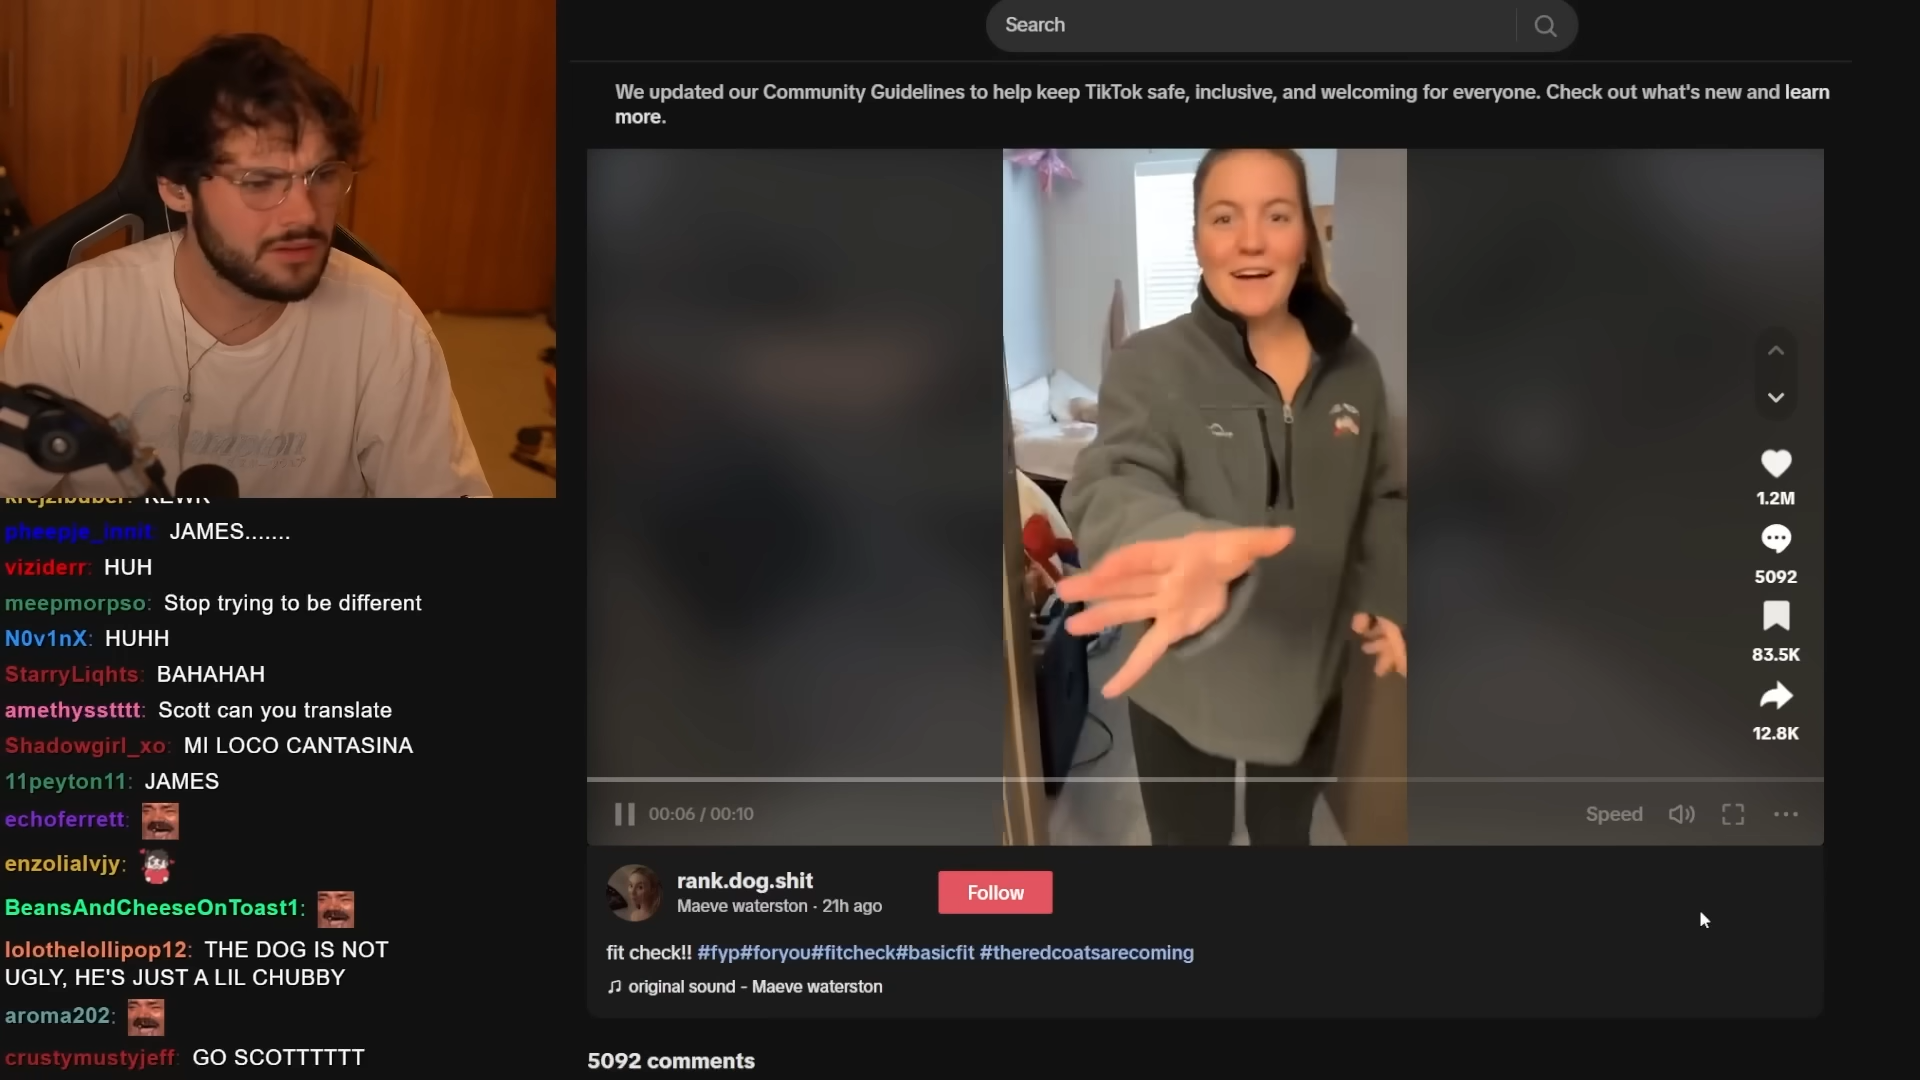 Search
We updated our Community Guidelines to help keep TikTok safe, inclusive, and welcoming for everyone. Check out what's new and learn
more.
1.2M
5092
83.5K
12.8K
00:06 / 00:10
Speed
rank.dog.shit
Maeve waterston · 21h ago
Follow
fit check!! #fyp#foryou#fitcheck#basicfit #theredcoatsarecoming
♫ original sound - Maeve waterston
5092 comments
pheepje_innit: JAMES.......
viziderr: HUH
meepmorpso: Stop trying to be different
N0v1nX: HUHH
StarryLiqhts: BAHAHAH
amethysstttt: Scott can you translate
Shadowgirl_xo: MI LOCO CANTASINA
11peyton11: JAMES
echoferrett:
enzolialvjy:
BeansAndCheeseOnToast1:
lolothelollipop12: THE DOG IS NOT
UGLY, HE'S JUST A LIL CHUBBY
aroma202:
crustymustyjeff: GO SCOTTTTTT